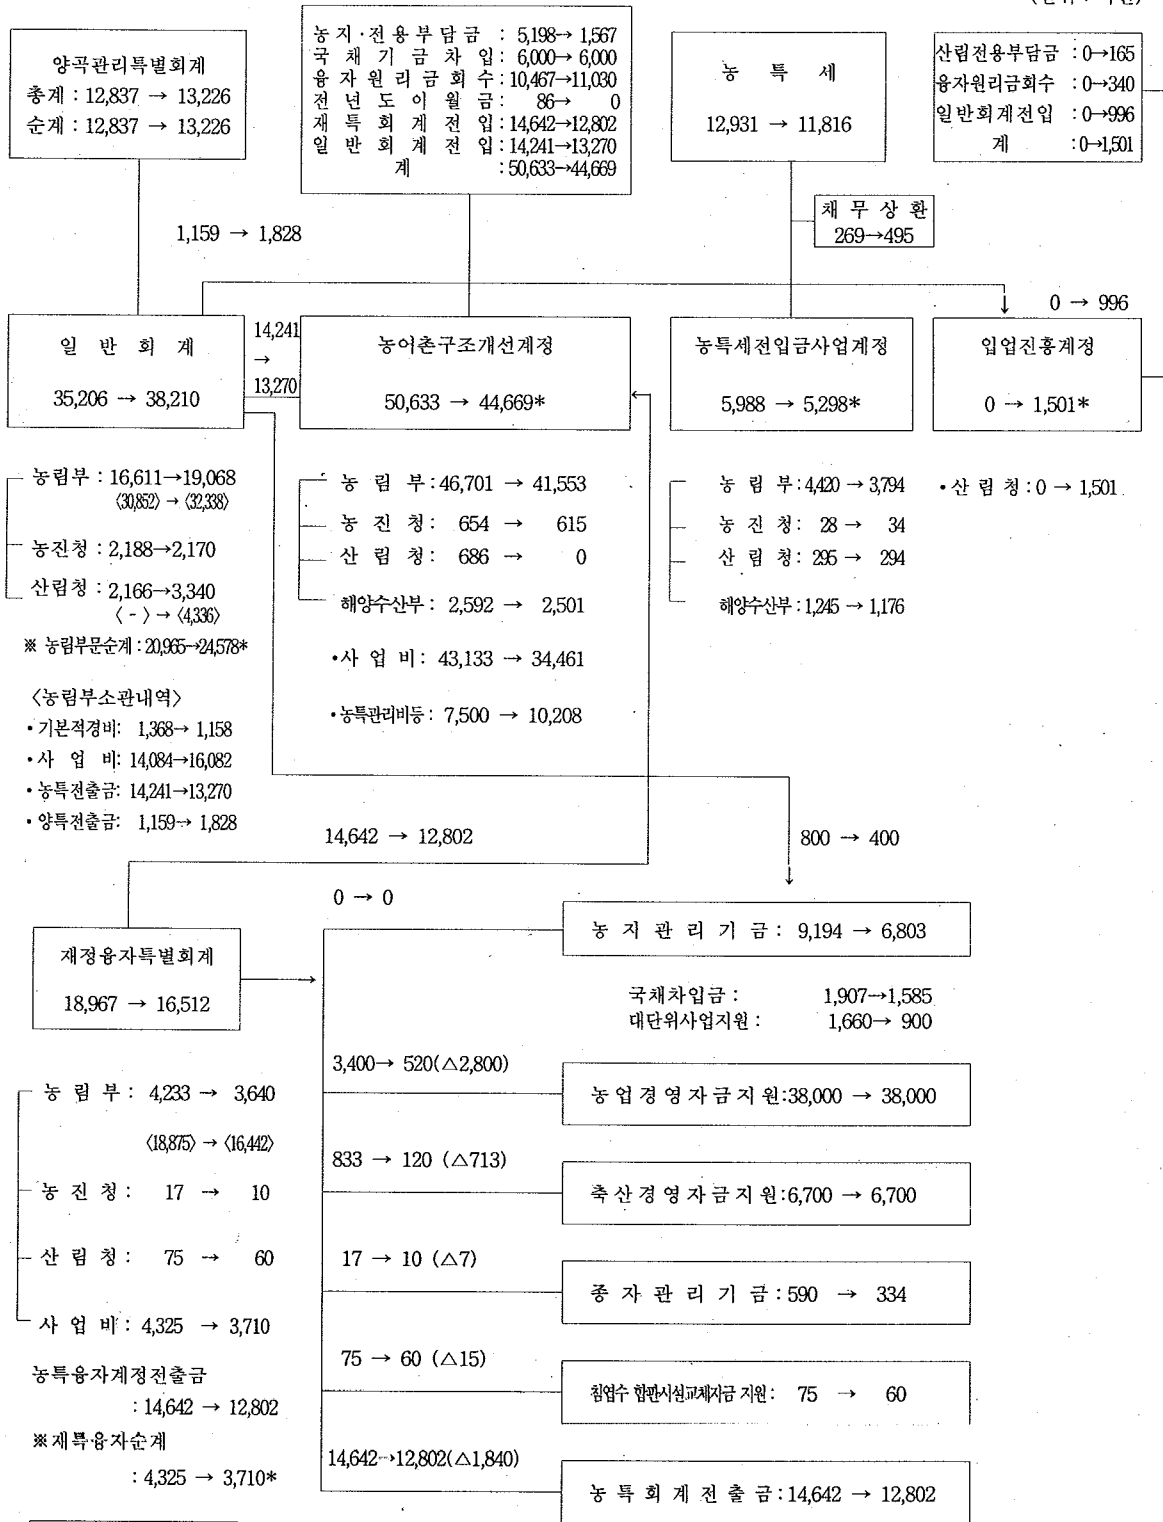 양곡관리특별회계
총계 : 12,837 → 13,226
순계 : 12,837 → 13,226
농지·전용부담금 : 5,198→ 1,567
국채기금차입 : 6,000→ 6,000
융자원리금회수 : 10,467→11,030
전년도이월금 : 86→ 0
재특회계전입 : 14,642→12,802
일반회계전입 : 14,241→13,270
계 : 50,633→44,669
농 특 세
12,931 → 11,816
산림전용부담금 : 0→165
융자원리금회수 : 0→340
일반회계전입 : 0→996
계 : 0→1,501
채 무 상 환
269→495
1,159 → 1,828
0 → 996
일 반 회 계
35,206 → 38,210
14,241
→
13,270
농어촌구조개선계정
50,633 → 44,669*
농특세전입금사업계정
5,988 → 5,298*
임업진흥계정
0 → 1,501*
농림부 : 16,611→19,068
〈30,852〉 → 〈32,338〉
농진청 : 2,188→2,170
산림청 : 2,166→3,340
〈 - 〉 → 〈4,336〉
※ 농림부문순계 : 20,965→24,578*
〈농림부소관내역〉
• 기본적경비: 1,368→ 1,158
• 사 업 비: 14,084→16,082
• 농특전출금: 14,241→13,270
• 양특전출금: 1,159→ 1,828
농 림 부 : 46,701 → 41,553
농 진 청 : 654 → 615
산 림 청 : 686 → 0
해양수산부 : 2,592 → 2,501
• 사 업 비 : 43,133 → 34,461
• 농특관리비등 : 7,500 → 10,208
농 림 부 : 4,420 → 3,794
농 진 청 : 28 → 34
산 림 청 : 295 → 294
해양수산부 : 1,245 → 1,176
• 산 림 청 : 0 → 1,501
14,642 → 12,802
800 → 400
0 → 0
재정융자특별회계
18,967 → 16,512
농 지 관 리 기 금 : 9,194 → 6,803
국채차입금 : 1,907→1,585
대단위사업지원 : 1,660→ 900
3,400→ 520(△2,800)
농업경영자금지원:38,000 → 38,000
833 → 120 (△713)
축산경영자금지원:6,700 → 6,700
17 → 10 (△7)
종 자 관 리 기 금 : 590 → 334
75 → 60 (△15)
침엽수 합판시설교체자금 지원 : 75 → 60
14,642→12,802(△1,840)
농 특 회 계 전 출 금 : 14,642 → 12,802
농 림 부 : 4,233 → 3,640
〈18,875〉 → 〈16,442〉
농 진 청 : 17 → 10
산 림 청 : 75 → 60
사 업 비 : 4,325 → 3,710
농특융자계정전출금
: 14,642 → 12,802
※재특융자순계
: 4,325 → 3,710*